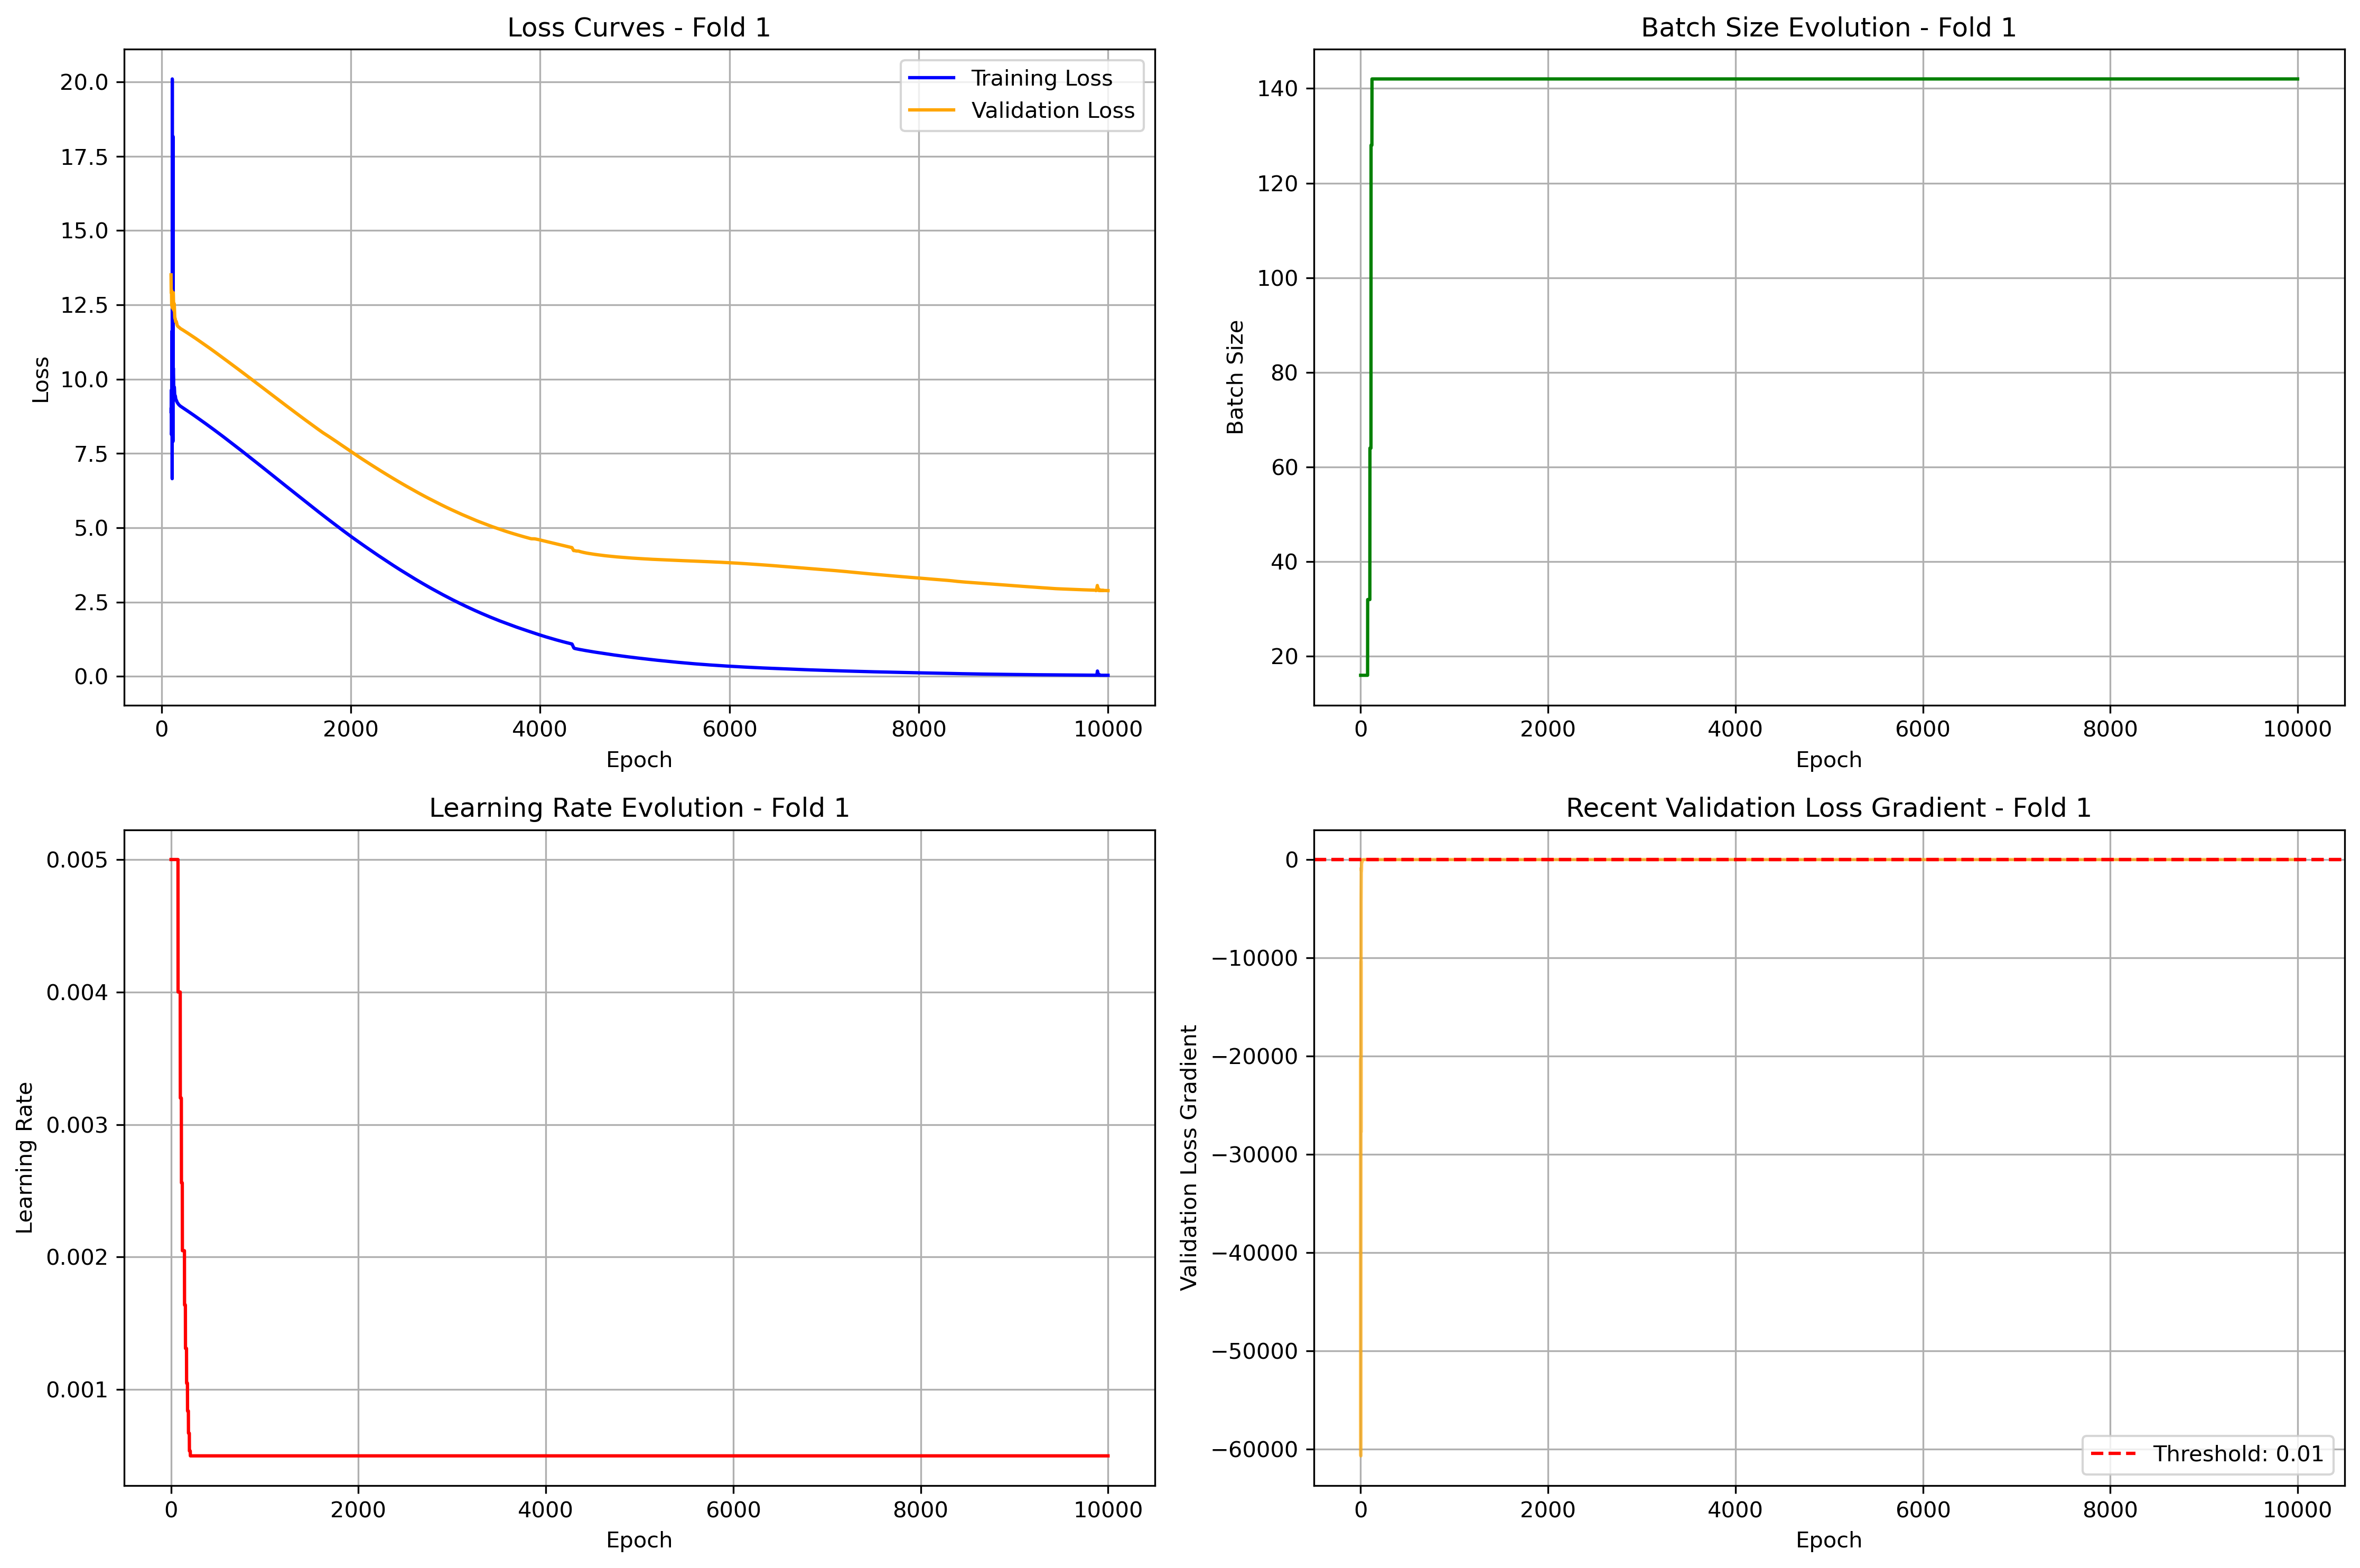 Loss Curves - Fold 1
Loss
20.0
17.5
15.0
12.5
10.0
7.5
5.0
2.5
0.0
Training Loss
Validation Loss
0 2000 4000 6000 8000 10000
Epoch
Batch Size Evolution - Fold 1
Batch Size
140
120
100
80
60
40
20
0 2000 4000 6000 8000 10000
Epoch
Learning Rate Evolution - Fold 1
Learning Rate
0.005
0.004
0.003
0.002
0.001
0 2000 4000 6000 8000 10000
Epoch
Recent Validation Loss Gradient - Fold 1
Validation Loss Gradient
0
−10000
−20000
−30000
−40000
−50000
−60000
Threshold: 0.01
0 2000 4000 6000 8000 10000
Epoch